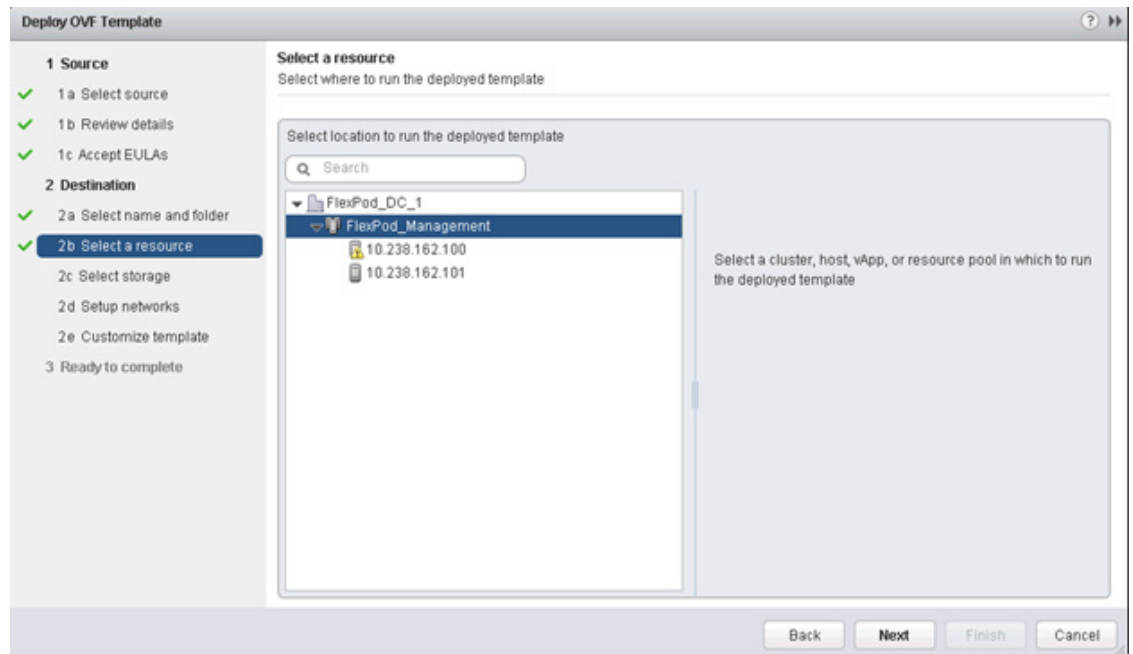 Deploy OVF Template
1 Source
1a Select source
1b Review details
1c Accept EULAs
2 Destination
2a Select name and folder
2b Select a resource
2c Select storage
2d Setup networks
2e Customize template
3 Ready to complete
Select a resource
Select where to run the deployed template
Select location to run the deployed template
Search
FlexPod_DC_1
FlexPod_Management
10.238.162.100
10.238.162.101
Select a cluster, host, vApp, or resource pool in which to run
the deployed template
Back
Next
Finish
Cancel